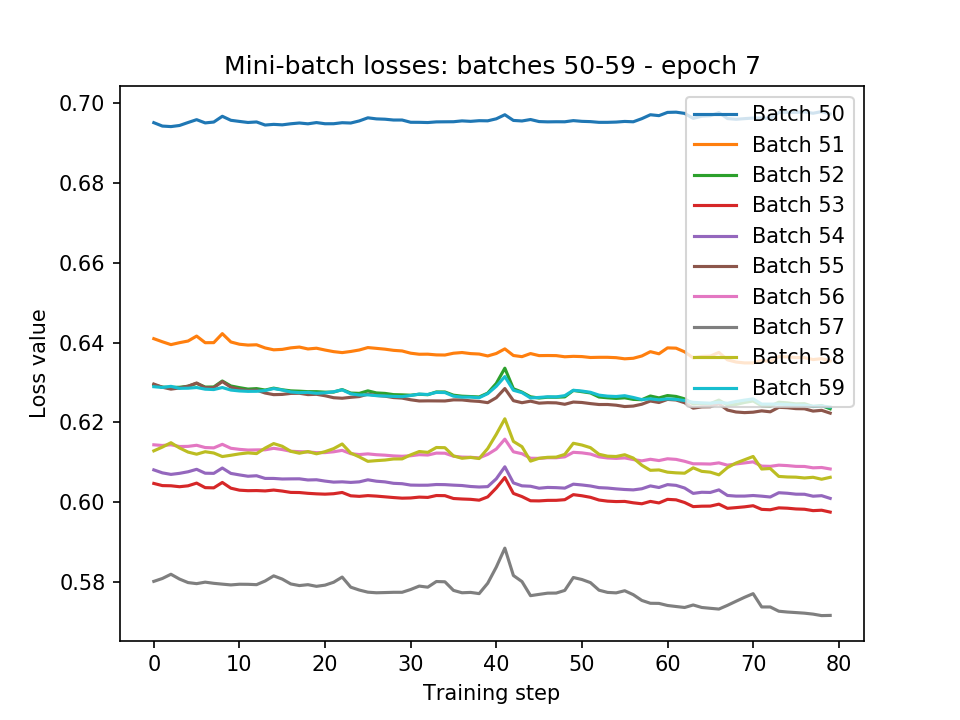 Mini-batch losses: batches 50-59 - epoch 7
0.70
0.68
0.66
0.64
0.62
0.60
0.58
Loss value
0 10 20 30 40 50 60 70 80
Training step
Batch 50
Batch 51
Batch 52
Batch 53
Batch 54
Batch 55
Batch 56
Batch 57
Batch 58
Batch 59